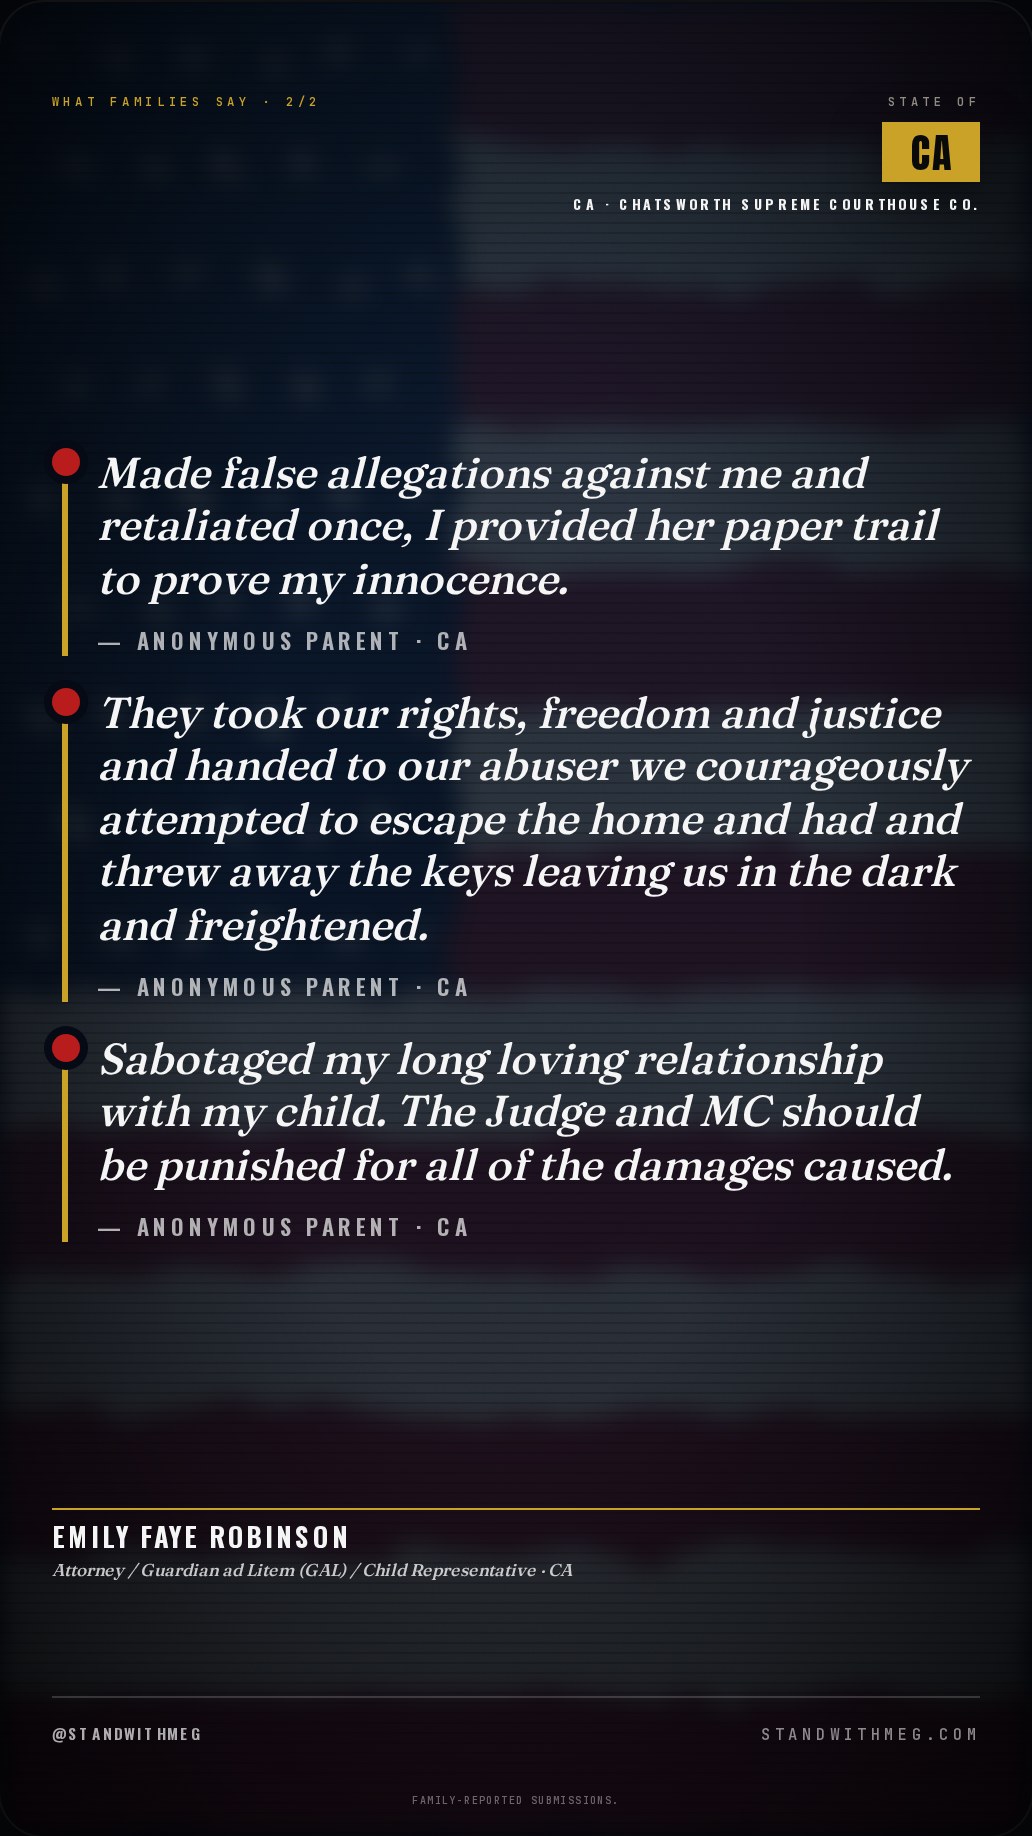 WHAT FAMILIES SAY · 2/2
STATE OF
CA
CA · CHATSWORTH SUPREME COURTHOUSE CO.
Made false allegations against me and
retaliated once, I provided her paper trail
to prove my innocence.
— ANONYMOUS PARENT · CA
They took our rights, freedom and justice
and handed to our abuser we courageously
attempted to escape the home and had and
threw away the keys leaving us in the dark
and freightened.
— ANONYMOUS PARENT · CA
Sabotaged my long loving relationship
with my child. The Judge and MC should
be punished for all of the damages caused.
— ANONYMOUS PARENT · CA
EMILY FAYE ROBINSON
Attorney / Guardian ad Litem (GAL) / Child Representative · CA
@STANDWITHMEG
STANDWITHMEG.COM
FAMILY-REPORTED SUBMISSIONS.